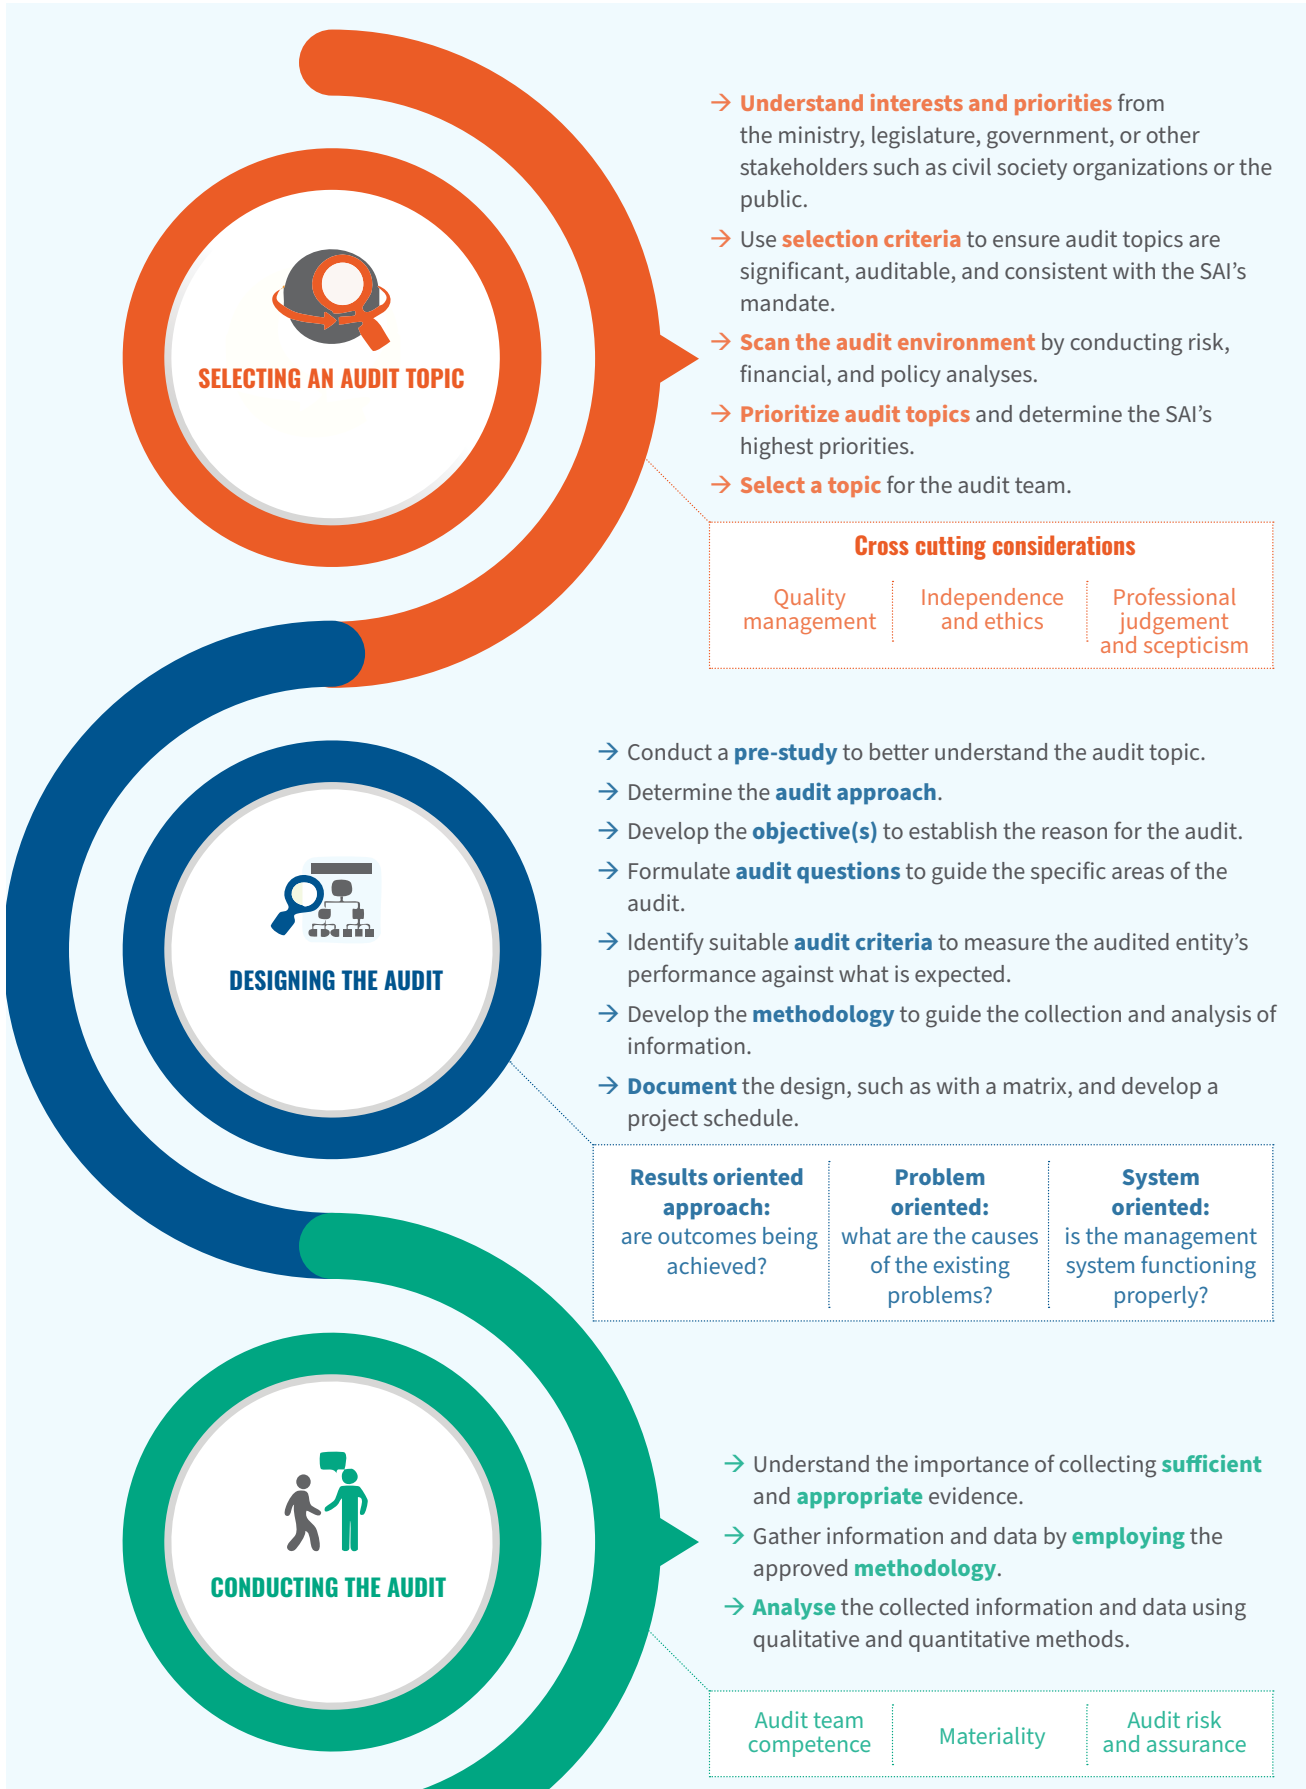 → Understand interests and priorities from
the ministry, legislature, government, or other
stakeholders such as civil society organizations or the
public.
→ Use selection criteria to ensure audit topics are
significant, auditable, and consistent with the SAI’s
mandate.
→ Scan the audit environment by conducting risk,
financial, and policy analyses.
→ Prioritize audit topics and determine the SAI’s
highest priorities.
→ Select a topic for the audit team.
SELECTING AN AUDIT TOPIC
Cross cutting considerations
Quality
management
Independence
and ethics
Professional
judgement
and scepticism
→ Conduct a pre-study to better understand the audit topic.
→ Determine the audit approach.
→ Develop the objective(s) to establish the reason for the audit.
→ Formulate audit questions to guide the specific areas of the
audit.
→ Identify suitable audit criteria to measure the audited entity’s
performance against what is expected.
→ Develop the methodology to guide the collection and analysis of
information.
→ Document the design, such as with a matrix, and develop a
project schedule.
DESIGNING THE AUDIT
Results oriented
approach:
are outcomes being
achieved?
Problem
oriented:
what are the causes
of the existing
problems?
System
oriented:
is the management
system functioning
properly?
→ Understand the importance of collecting sufficient
and appropriate evidence.
→ Gather information and data by employing the
approved methodology.
→ Analyse the collected information and data using
qualitative and quantitative methods.
CONDUCTING THE AUDIT
Audit team
competence
Materiality
Audit risk
and assurance